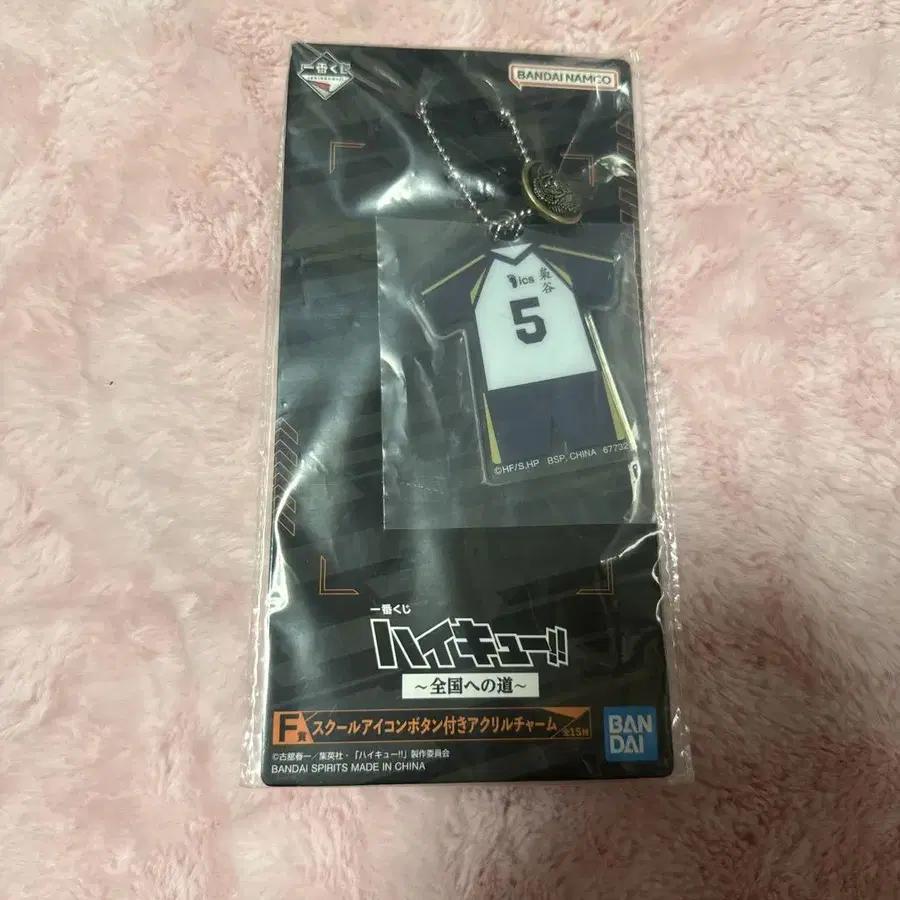 一番くじ
BANDAI NAMCO
ics
梟谷
5
©HF/S,HP BSP, CHINA 67732
一番くじ
ハイキュー!!
~全国への道~
F賞 スクールアイコンボタン付きアクリルチャーム 全15種
©古舘春一/集英社・「ハイキュー!!」製作委員会
BANDAI SPIRITS MADE IN CHINA
BAN
DAI